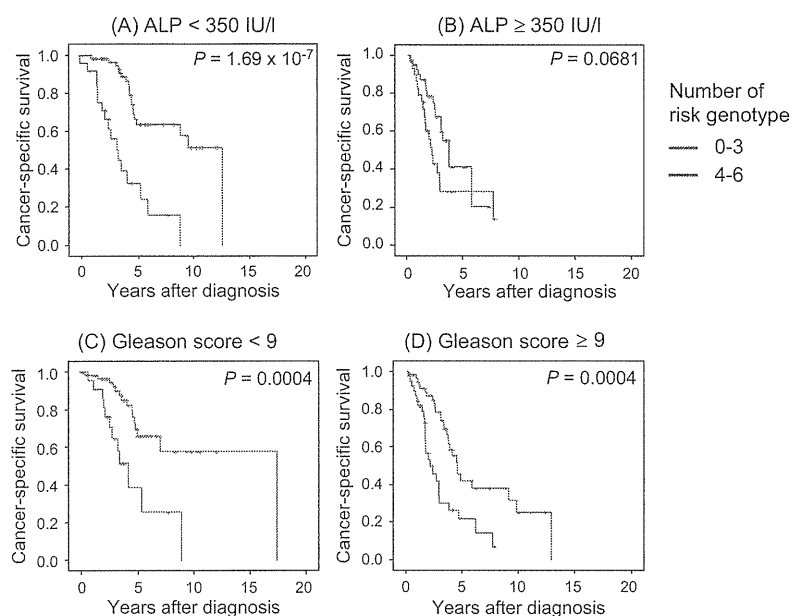 (A) ALP < 350 IU/l
P = 1.69 x 10-7
Cancer-specific survival
1.0
0.8
0.6
0.4
0.2
0.0
0 5 10 15 20
Years after diagnosis
(B) ALP ≥ 350 IU/l
P = 0.0681
Cancer-specific survival
1.0
0.8
0.6
0.4
0.2
0.0
0 5 10 15 20
Years after diagnosis
Number of
risk genotype
0-3
4-6
(C) Gleason score < 9
P = 0.0004
Cancer-specific survival
1.0
0.8
0.6
0.4
0.2
0.0
0 5 10 15 20
Years after diagnosis
(D) Gleason score ≥ 9
P = 0.0004
Cancer-specific survival
1.0
0.8
0.6
0.4
0.2
0.0
0 5 10 15 20
Years after diagnosis